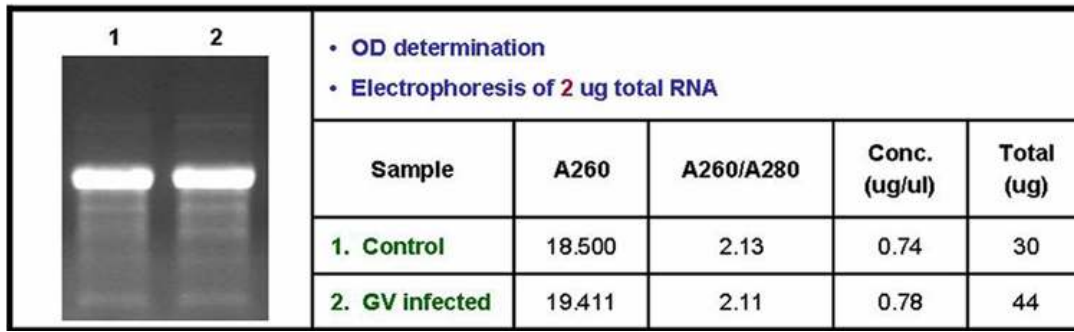 1 2
• OD determination
• Electrophoresis of 2 ug total RNA
Sample A260 A260/A280 Conc. (ug/ul) Total (ug)
1. Control 18.500 2.13 0.74 30
2. GV infected 19.411 2.11 0.78 44